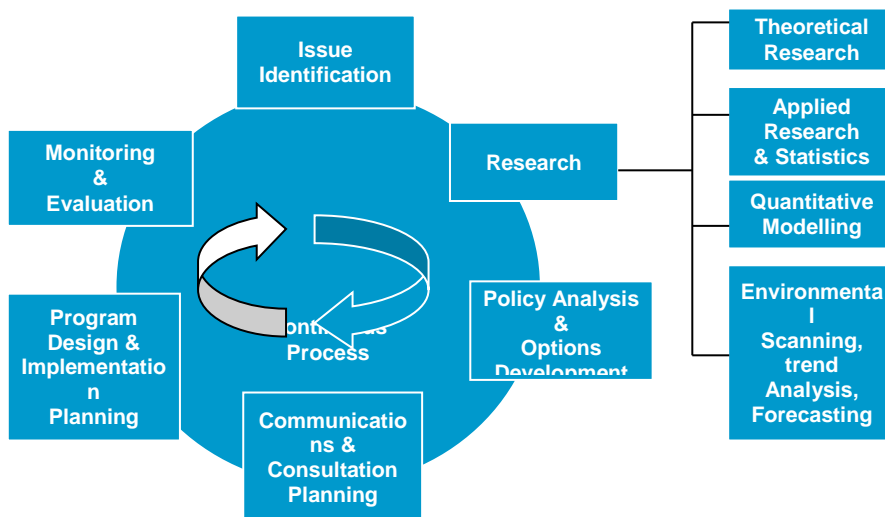 Issue
Identification
Research
Policy Analysis
&
Options
Development
Communicatio
ns &
Consultation
Planning
Program
Design &
Implementatio
n
Planning
Monitoring
&
Evaluation
Process
Theoretical
Research
Applied
Research
& Statistics
Quantitative
Modelling
Environmenta
l
Scanning,
trend
Analysis,
Forecasting